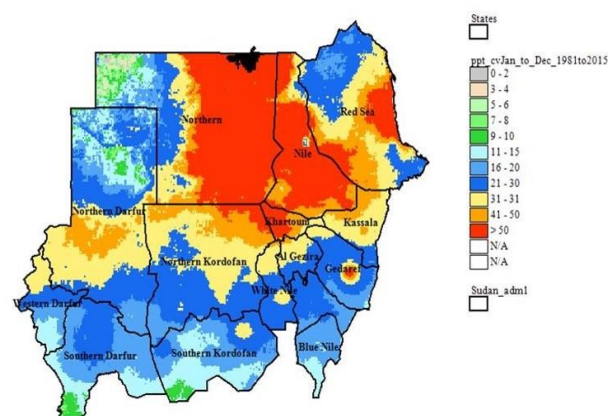 States
ppt_cvJan_to_Dec_1981to2015
0 - 2
3 - 4
5 - 6
7 - 8
9 - 10
11 - 15
16 - 20
21 - 30
31 - 31
41 - 50
> 50
N/A
N/A
Sudan_adm1
Red Sea
Northern
Nile
Northern Darfur
Khartoum
Kassala
Northern Kordofan
Al Gezira
Gedaref
White Nile
Western Darfur
Southern Darfur
Southern Kordofan
Blue Nile